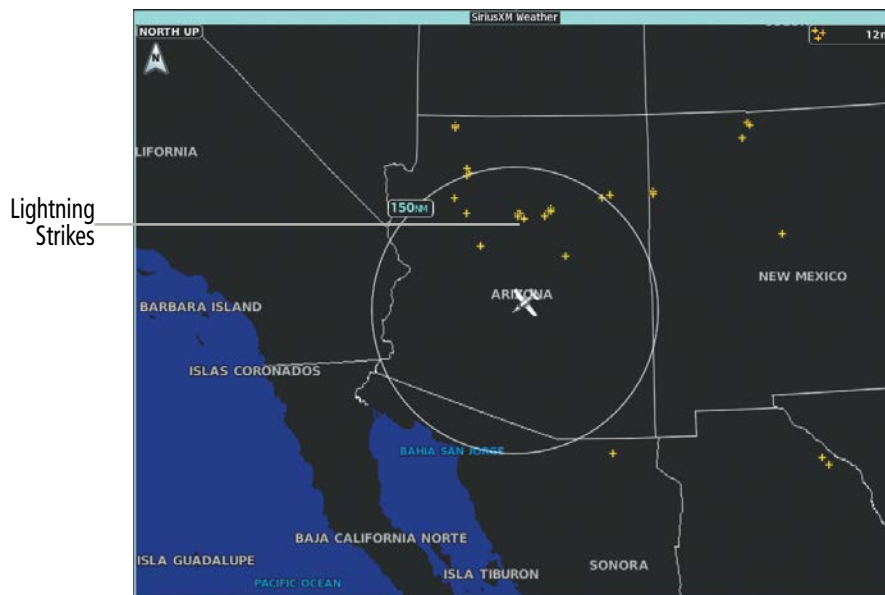 SiriusXM Weather
NORTH UP
N
LIFORNIA
150NM
Lightning
Strikes
ARIZONA
NEW MEXICO
BARBARA ISLAND
ISLAS CORONADOS
BAHIA SAN JORGE
BAJA CALIFORNIA NORTE
ISLA GUADALUPE
SONORA
ISLA TIBURON
PACIFIC OCEAN